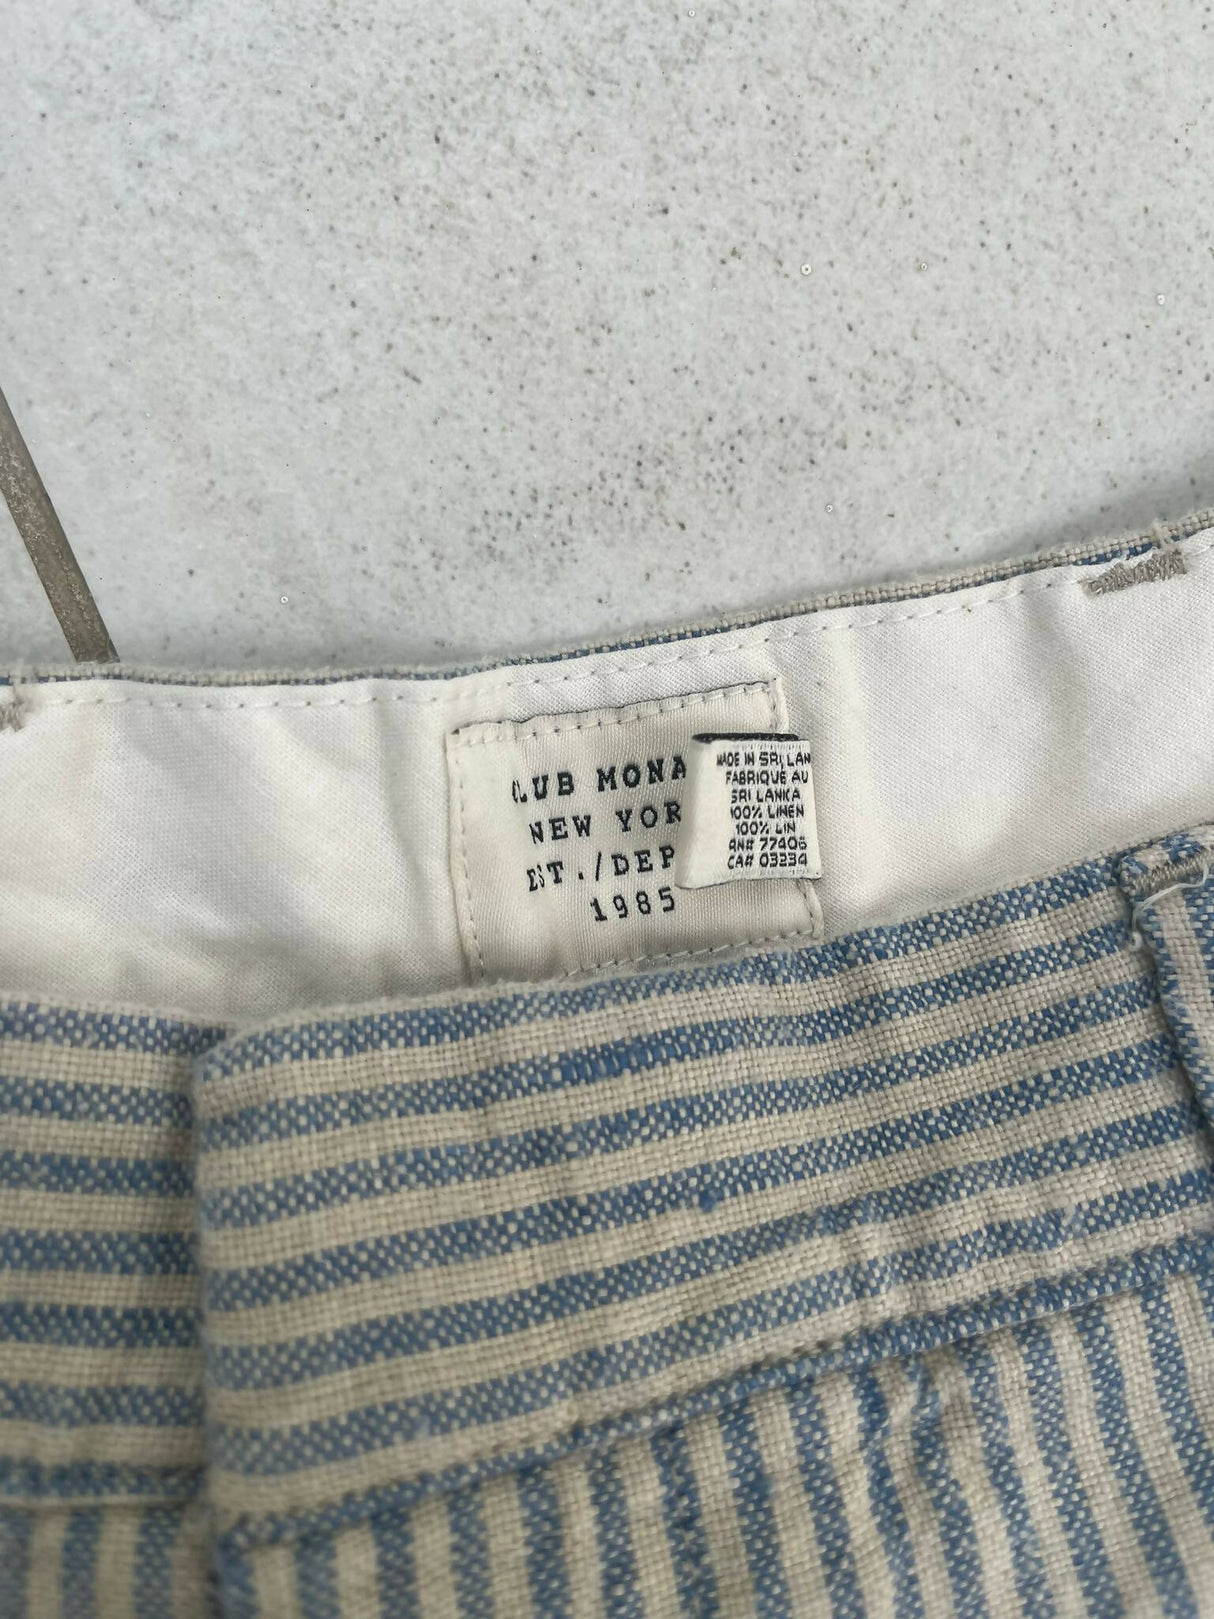 CLUB MONA
NEW YOR
EST./DEP
1985
MADE IN SRI LAN
FABRIQUÉ AU
SRI LANKA
100% LINEN
100% LIN
RN# 77406
CA# 03234